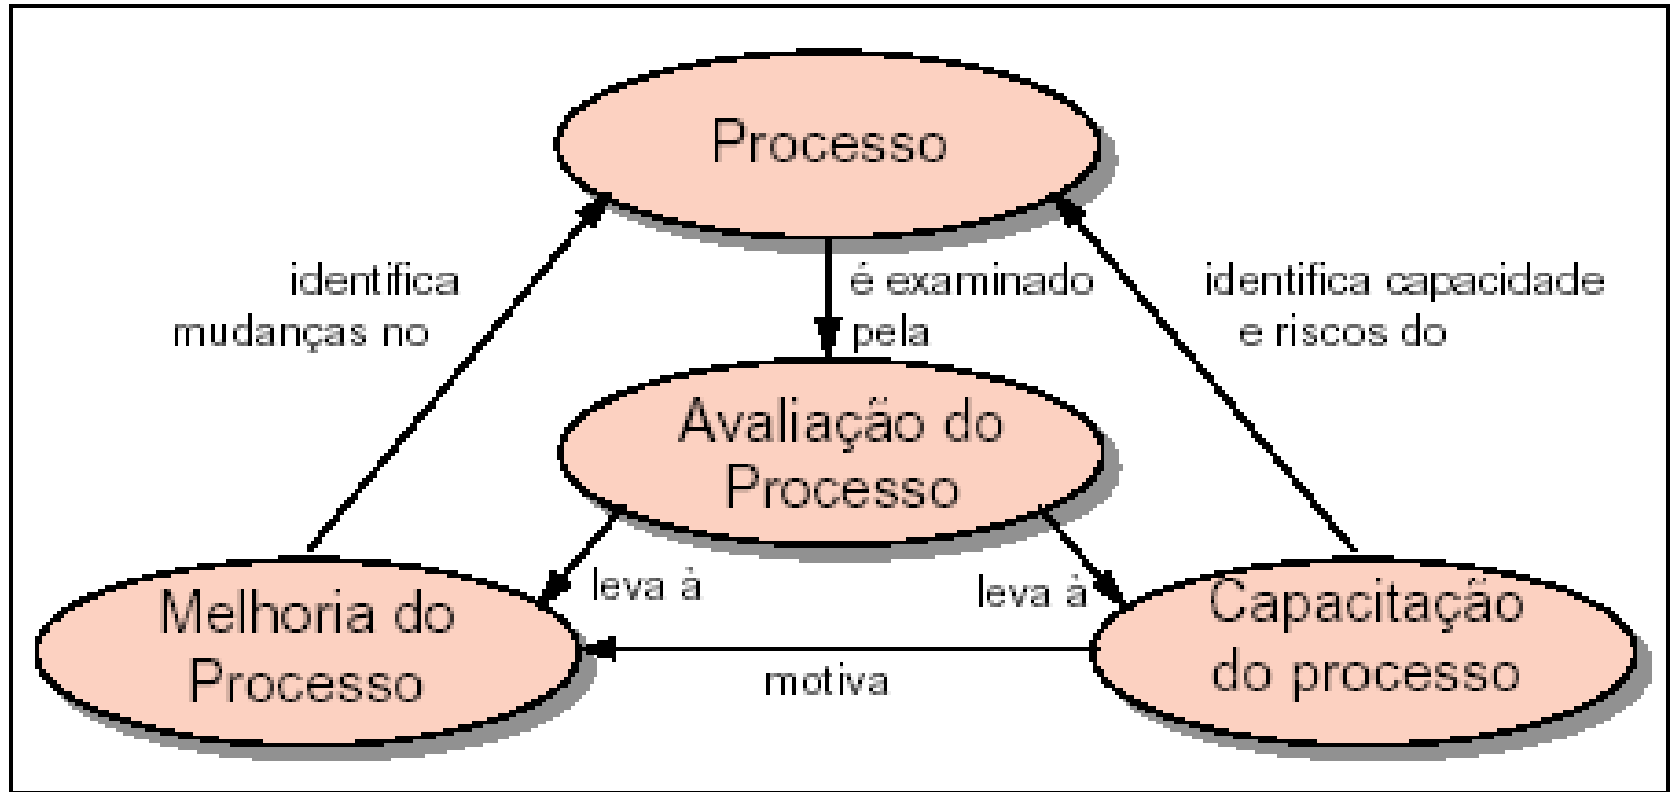 Processo
identifica
mudanças no
é examinado
pela
identifica capacidade
e riscos do
Avaliação do
Processo
leva à
leva à
Melhoria do
Processo
motiva
Capacitação
do processo